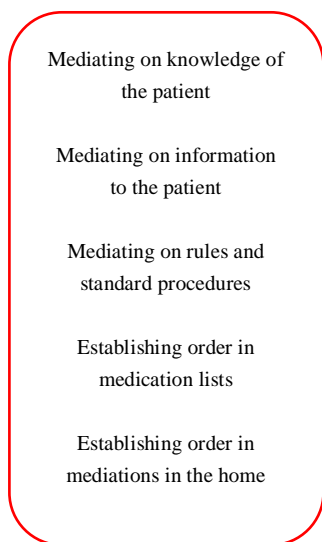 Mediating on knowledge of
the patient
Mediating on information
to the patient
Mediating on rules and
standard procedures
Establishing order in
medication lists
Establishing order in
mediations in the home